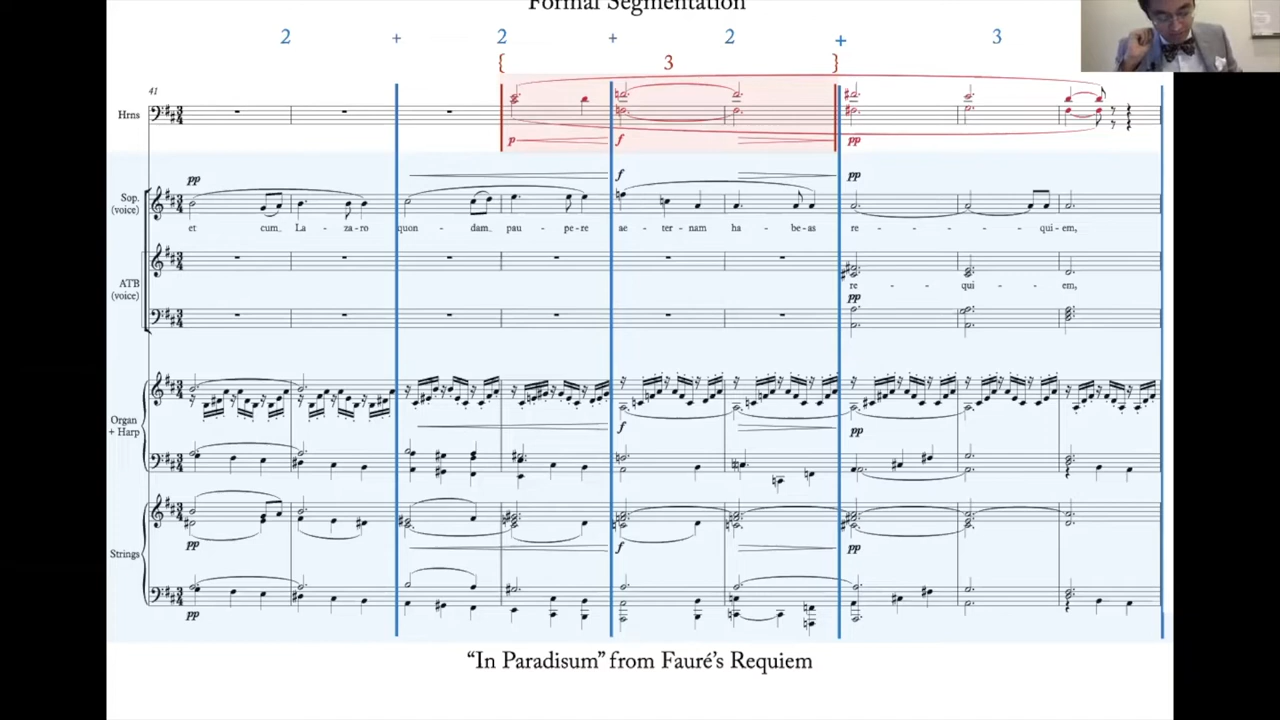 Formal Segmentation
2 + 2 + 2 + 3
{ 3 }
41
Hrns
p f pp
pp f pp
Sop.
(voice)
et cum_ La - za - ro quon - dam_ pau - pe - re ae - ter - nam ha - be - as re - - - - qui - em,
ATB
(voice)
re - - qui - - em,
pp
Organ
+ Harp
f pp
Strings
pp f pp
pp
“In Paradisum” from Fauré’s Requiem